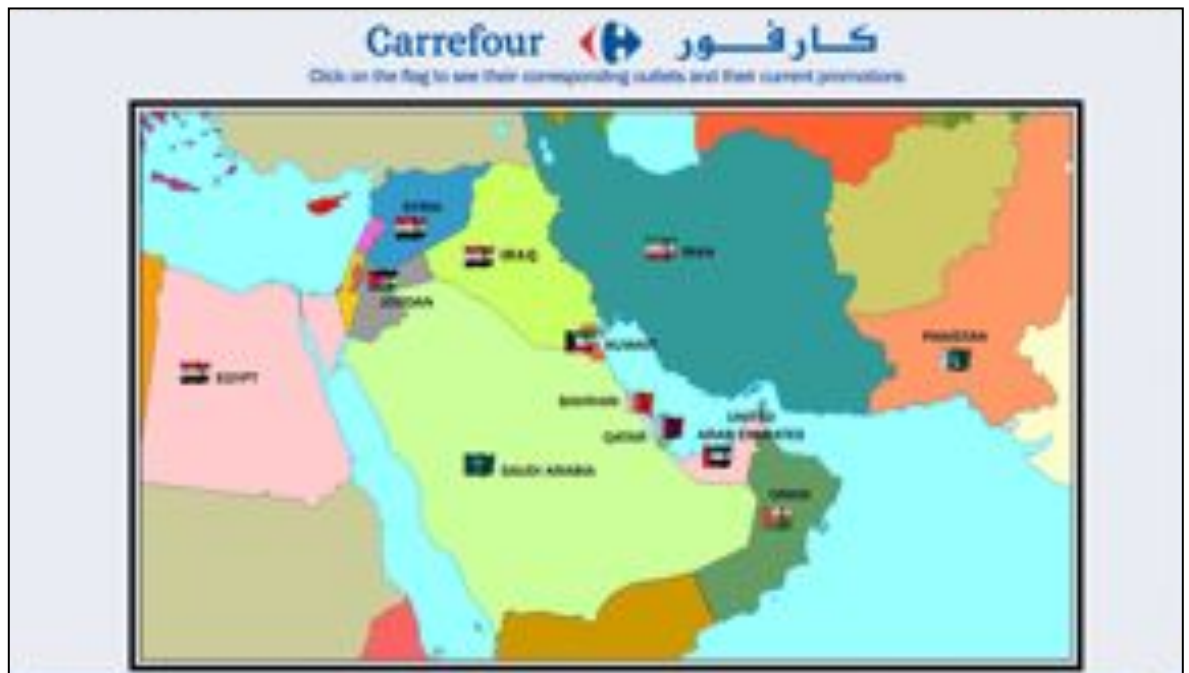 Carrefour كارفور
Click on the flag to see their corresponding outlets and their current promotions
SYRIA
IRAQ
IRAN
JORDAN
KUWAIT
PAKISTAN
EGYPT
BAHRAIN
UNITED
QATAR
ARAB EMIRATES
SAUDI ARABIA
OMAN